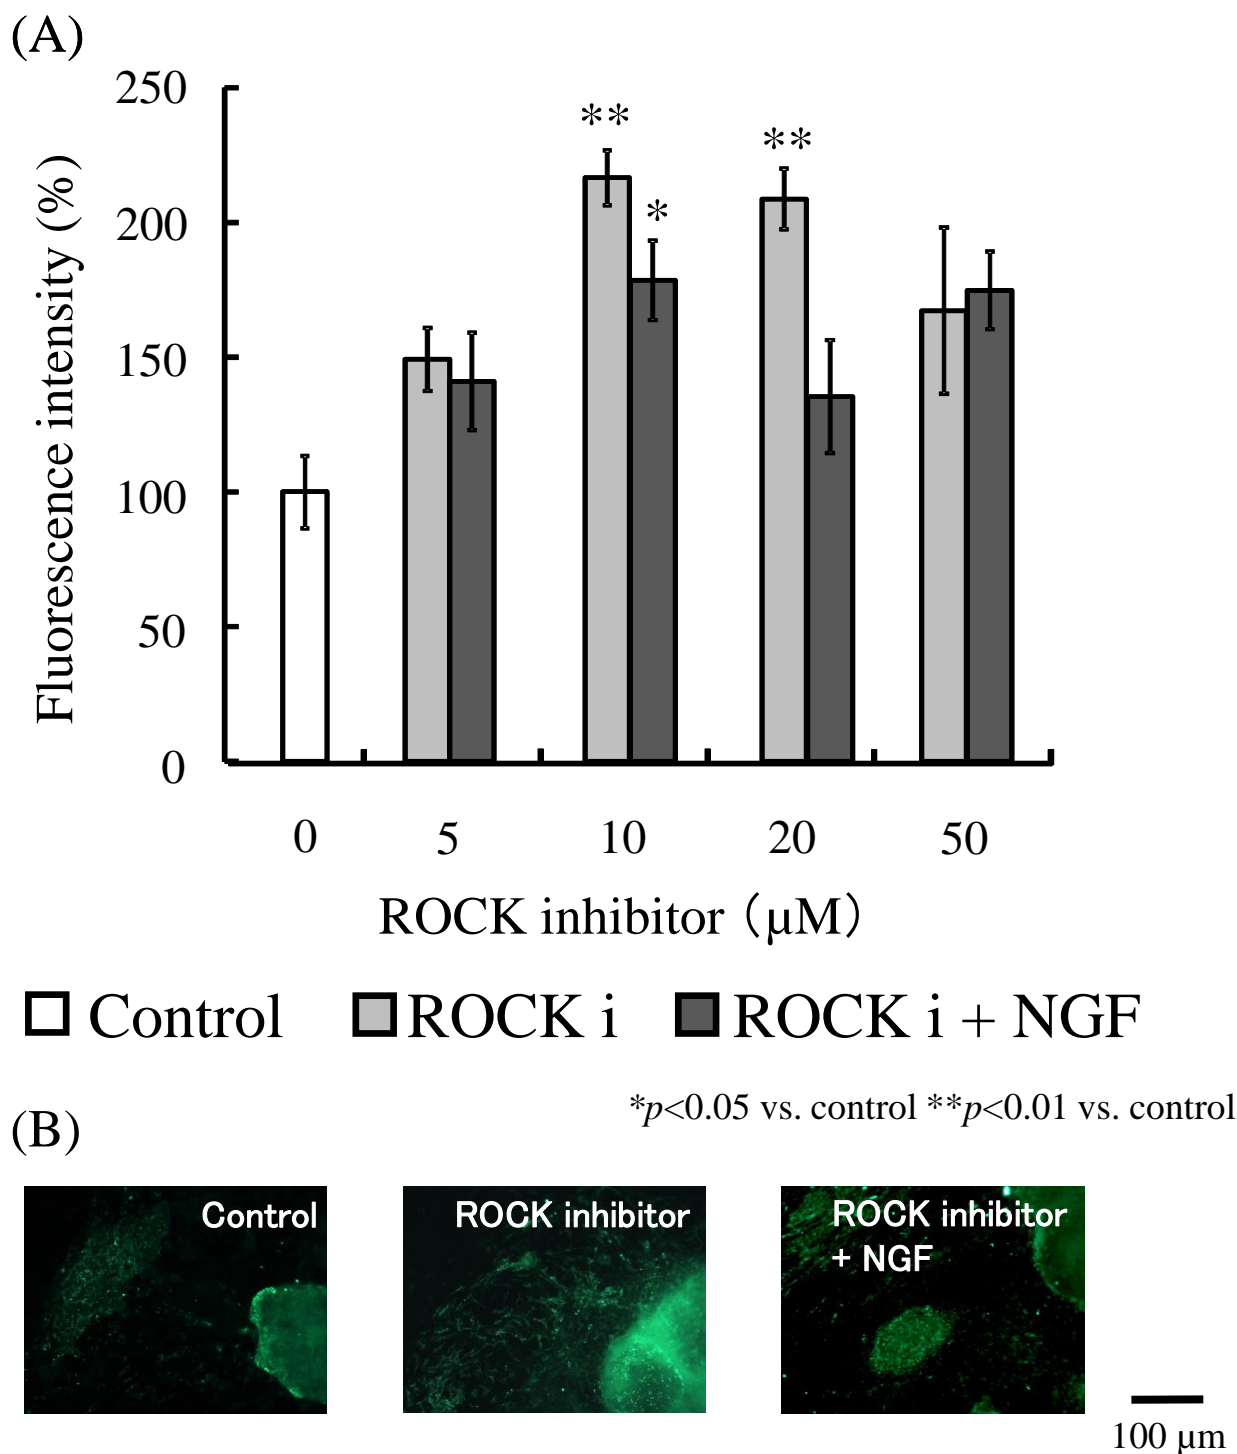 (A)
Fluorescence intensity (%)
250
200
150
100
50
0
**
*
**
0 5 10 20 50
ROCK inhibitor（µM）
Control ROCK i ROCK i + NGF
*p<0.05 vs. control **p<0.01 vs. control
(B)
Control
ROCK inhibitor
ROCK inhibitor
+ NGF
100 µm